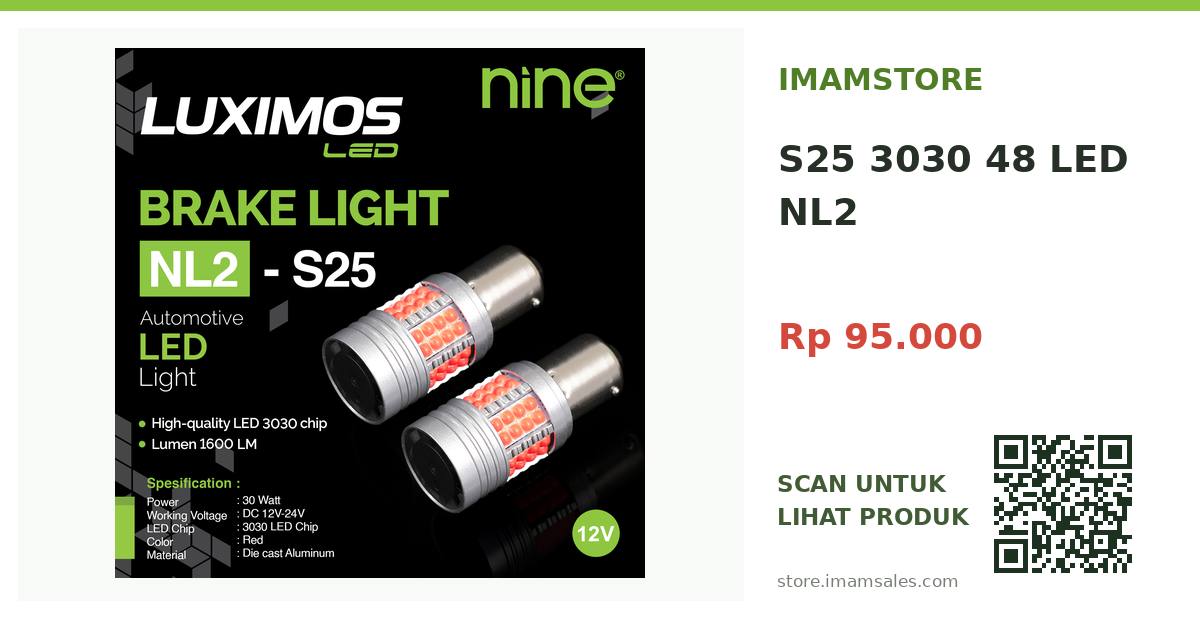 nine®
LUXIMOS
LED
BRAKE LIGHT
NL2 - S25
Automotive
LED
Light
• High-quality LED 3030 chip
• Lumen 1600 LM
Spesification :
Power : 30 Watt
Working Voltage : DC 12V-24V
LED Chip : 3030 LED Chip
Color : Red
Material : Die cast Aluminum
12V
IMAMSTORE
S25 3030 48 LED
NL2
Rp 95.000
SCAN UNTUK
LIHAT PRODUK
store.imamsales.com